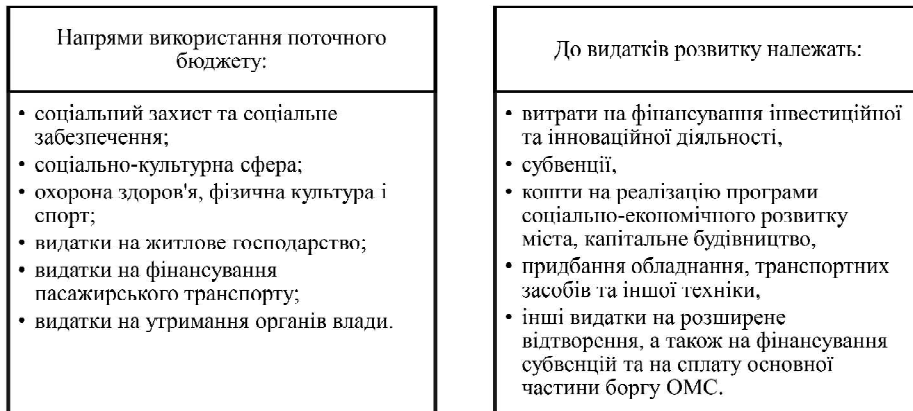 Напрями використання поточного
бюджету:
• соціальний захист та соціальне
забезпечення;
• соціально-культурна сфера;
• охорона здоров'я, фізична культура і
спорт;
• видатки на житлове господарство;
• видатки на фінансування
пасажирського транспорту;
• видатки на утримання органів влади.
До видатків розвитку належать:
• витрати на фінансування інвестиційної
та інноваційної діяльності,
• субвенції,
• кошти на реалізацію програми
соціально-економічного розвитку
міста, капітальне будівництво,
• придбання обладнання, транспортних
засобів та іншої техніки,
• інші видатки на розширене
відтворення, а також на фінансування
субвенцій та на сплату основної
частини боргу ОМС.